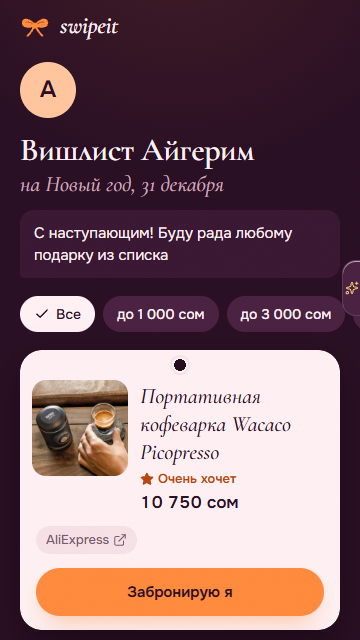 swipeit
A
Вишлист Айгерим
на Новый год, 31 декабря
С наступающим! Буду рада любому
подарку из списка
Все
до 1 000 сом
до 3 000 сом
Портативная
кофеварка Wacaco
Picopresso
Очень хочет
10 750 сом
AliExpress
Забронирую я